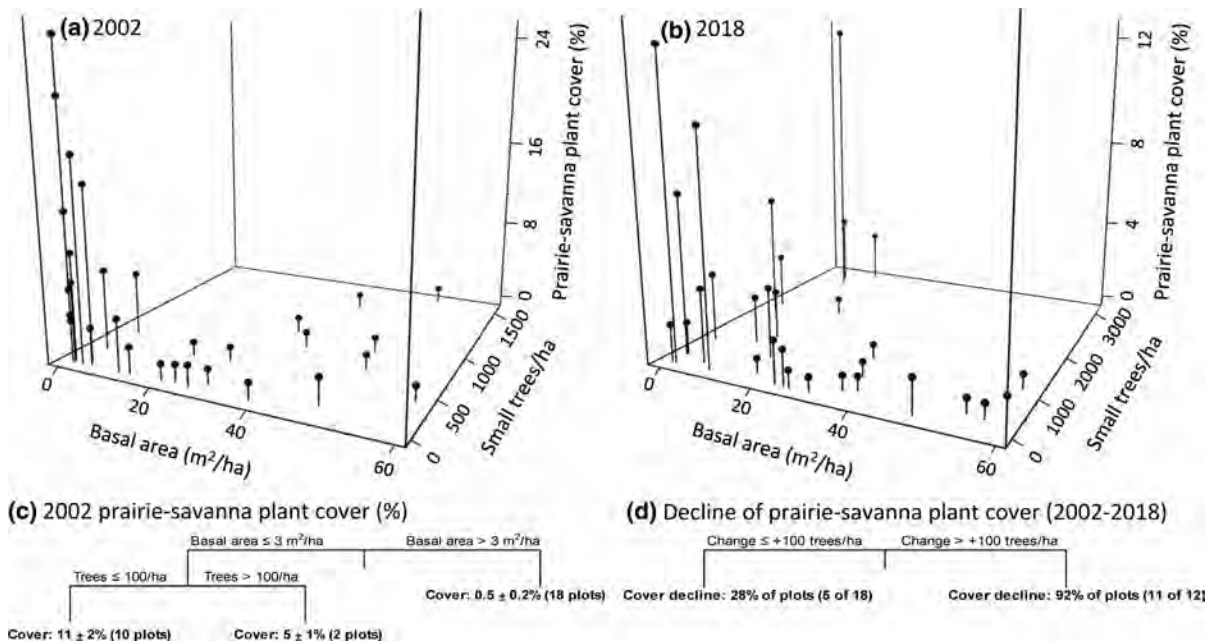 (a) 2002
24
16
8
0
Prairie-savanna plant cover (%)
0
20
40
60
Basal area (m²/ha)
0
500
1000
1500
Small trees/ha
(b) 2018
12
8
4
0
Prairie-savanna plant cover (%)
0
20
40
60
Basal area (m²/ha)
0
1000
2000
3000
Small trees/ha
(c) 2002 prairie-savanna plant cover (%)
Basal area ≤ 3 m²/ha
Basal area > 3 m²/ha
Trees ≤ 100/ha
Trees > 100/ha
Cover: 0.5 ± 0.2% (18 plots)
Cover: 11 ± 2% (10 plots)
Cover: 5 ± 1% (2 plots)
(d) Decline of prairie-savanna plant cover (2002-2018)
Change ≤ +100 trees/ha
Change > +100 trees/ha
Cover decline: 28% of plots (5 of 18)
Cover decline: 92% of plots (11 of 12)